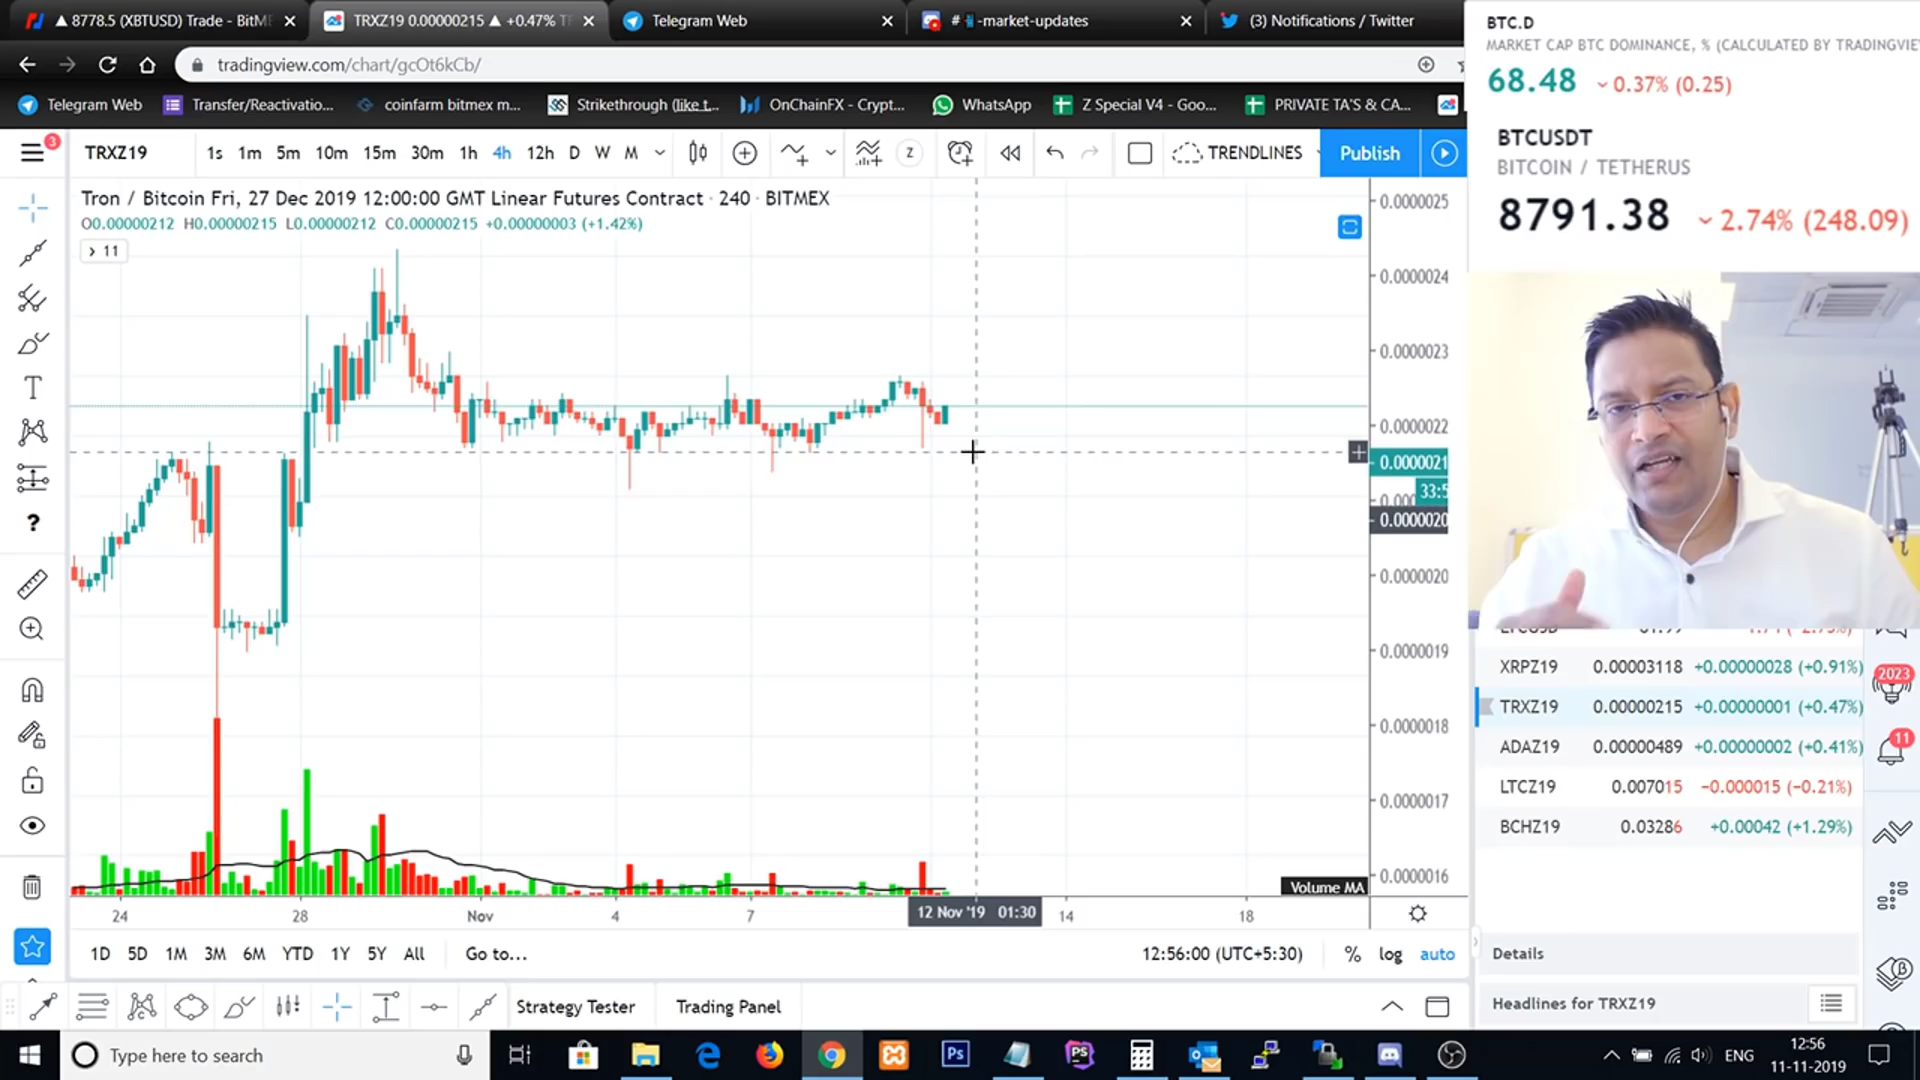 ▲ 8778.5 (XBTUSD) Trade - BitME
TRXZ19 0.00000215 ▲ +0.47%
Telegram Web
# -market-updates
(3) Notifications / Twitter
tradingview.com/chart/gcOt6kCb/
Telegram Web
Transfer/Reactivatio...
coinfarm bitmex m...
Strikethrough (like t...
OnChainFX - Crypt...
WhatsApp
Z Special V4 - Goo...
PRIVATE TA'S & CA...
3
TRXZ19
1s 1m 5m 10m 15m 30m 1h 4h 12h D W M
Z
TRENDLINES
Publish
Tron / Bitcoin Fri, 27 Dec 2019 12:00:00 GMT Linear Futures Contract · 240 · BITMEX
O0.00000212 H0.00000215 L0.00000212 C0.00000215 +0.00000003 (+1.42%)
> 11
0.0000025
0.0000024
0.0000023
0.0000022
0.0000021
33:5
0.0000020
0.0000020
0.0000019
0.0000018
0.0000017
0.0000016
Volume MA
24 28 Nov 4 7 12 Nov '19 01:30 14 18
1D 5D 1M 3M 6M YTD 1Y 5Y All Go to...
12:56:00 (UTC+5:30) % log auto
Strategy Tester
Trading Panel
BTC.D
MARKET CAP BTC DOMINANCE, % (CALCULATED BY TRADINGVIE
68.48 0.37% (0.25)
BTCUSDT
BITCOIN / TETHERUS
8791.38 2.74% (248.09)
XRPZ19 0.00003118 +0.00000028 (+0.91%)
TRXZ19 0.00000215 +0.00000001 (+0.47%)
ADAZ19 0.00000489 +0.00000002 (+0.41%)
LTCZ19 0.007015 −0.000015 (−0.21%)
BCHZ19 0.03286 +0.00042 (+1.29%)
2023
11
Details
Headlines for TRXZ19
Type here to search
Ps
PS
ENG
12:56
11-11-2019